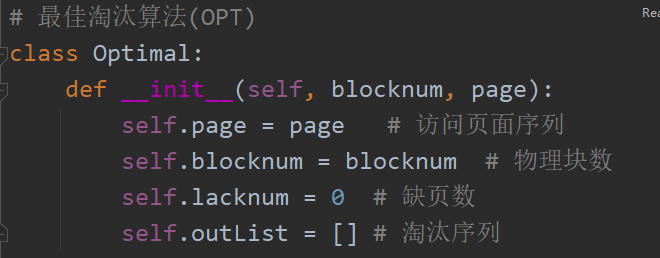 Rea
# 最佳淘汰算法(OPT)
class Optimal:
    def __init__(self, blocknum, page):
        self.page = page   # 访问页面序列
        self.blocknum = blocknum  # 物理块数
        self.lacknum = 0  # 缺页数
        self.outList = [] # 淘汰序列